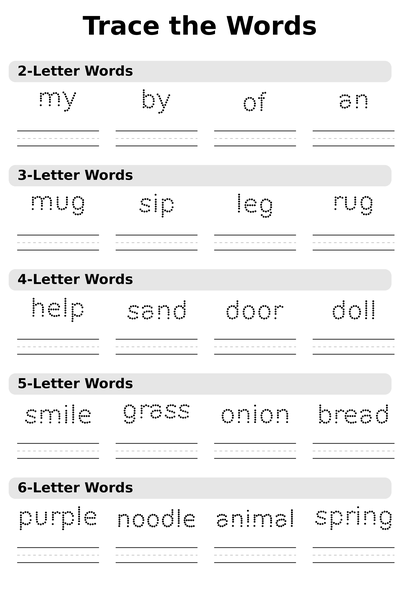 Trace the Words
2-Letter Words
my by of an
3-Letter Words
mug sip leg rug
4-Letter Words
help sand door doll
5-Letter Words
smile grass onion bread
6-Letter Words
purple noodle animal spring